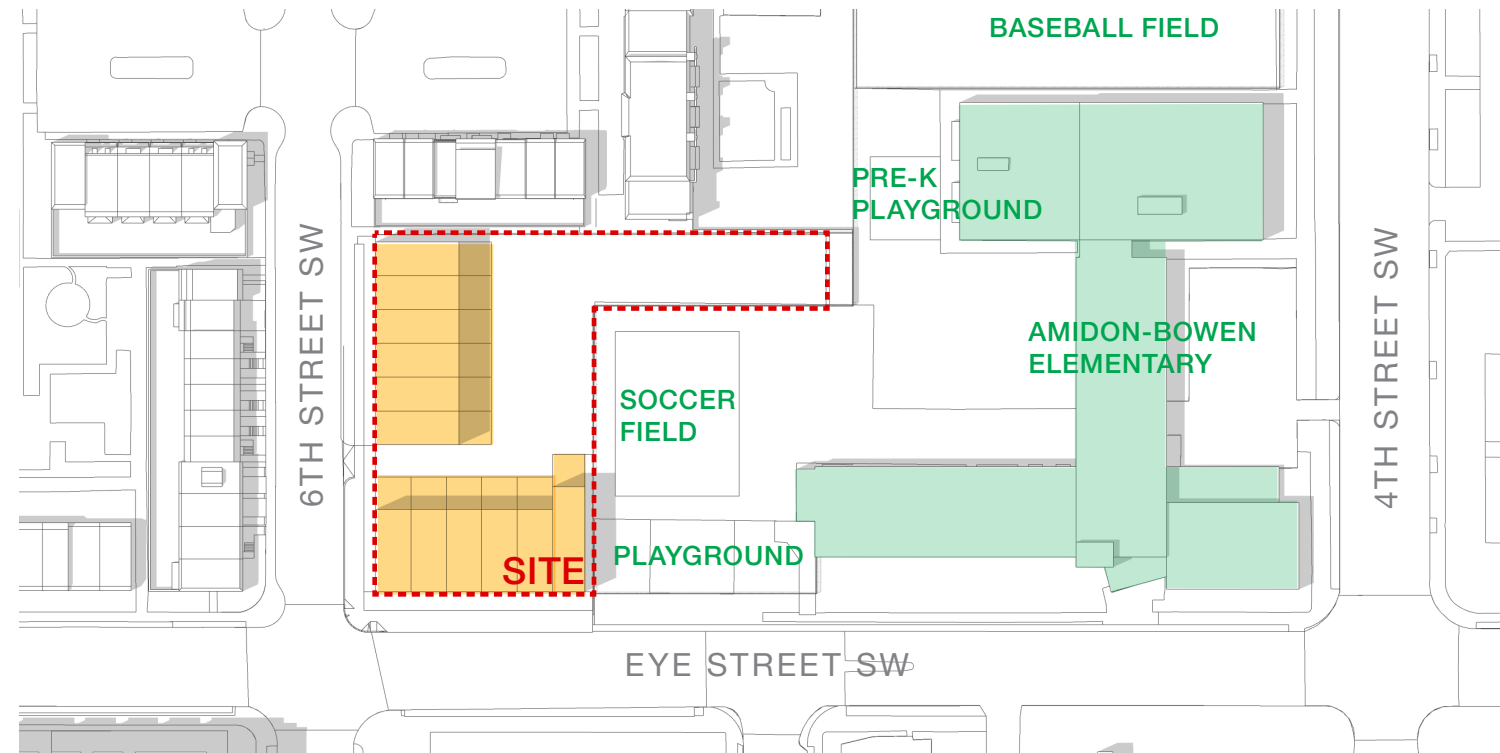 BASEBALL FIELD
PRE-K
PLAYGROUND
6TH STREET SW
4TH STREET SW
AMIDON-BOWEN
ELEMENTARY
SOCCER
FIELD
PLAYGROUND
SITE
EYE STREET SW